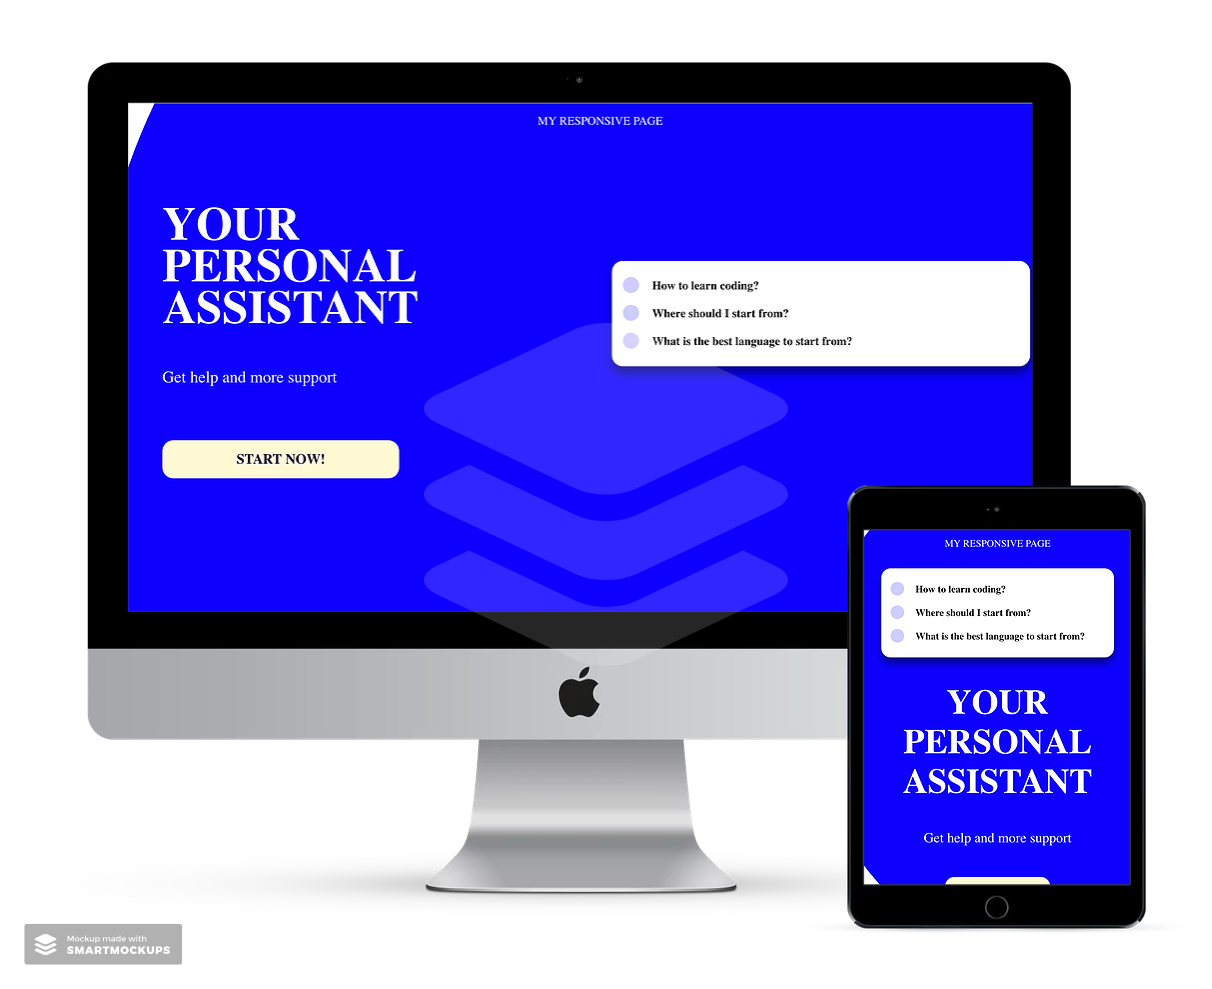 MY RESPONSIVE PAGE
YOUR
PERSONAL
ASSISTANT
Get help and more support
START NOW!
How to learn coding?
Where should I start from?
What is the best language to start from?
MY RESPONSIVE PAGE
How to learn coding?
Where should I start from?
What is the best language to start from?
YOUR
PERSONAL
ASSISTANT
Get help and more support
Mockup made with
SMARTMOCKUPS